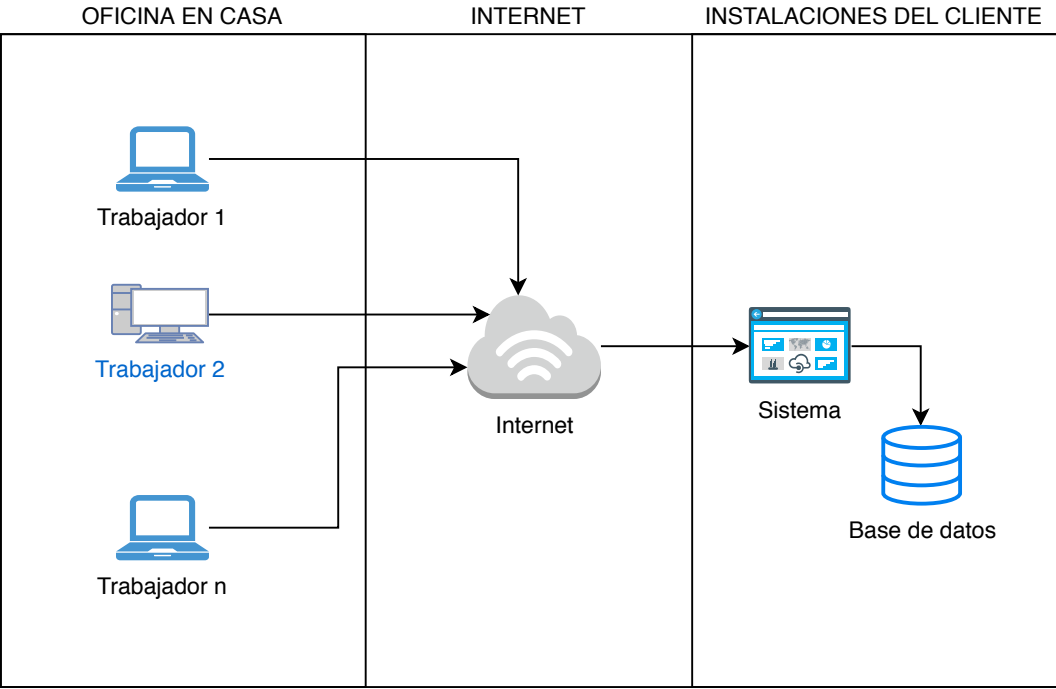 OFICINA EN CASA
INTERNET
INSTALACIONES DEL CLIENTE
Trabajador 1
Trabajador 2
Internet
Sistema
Base de datos
Trabajador n